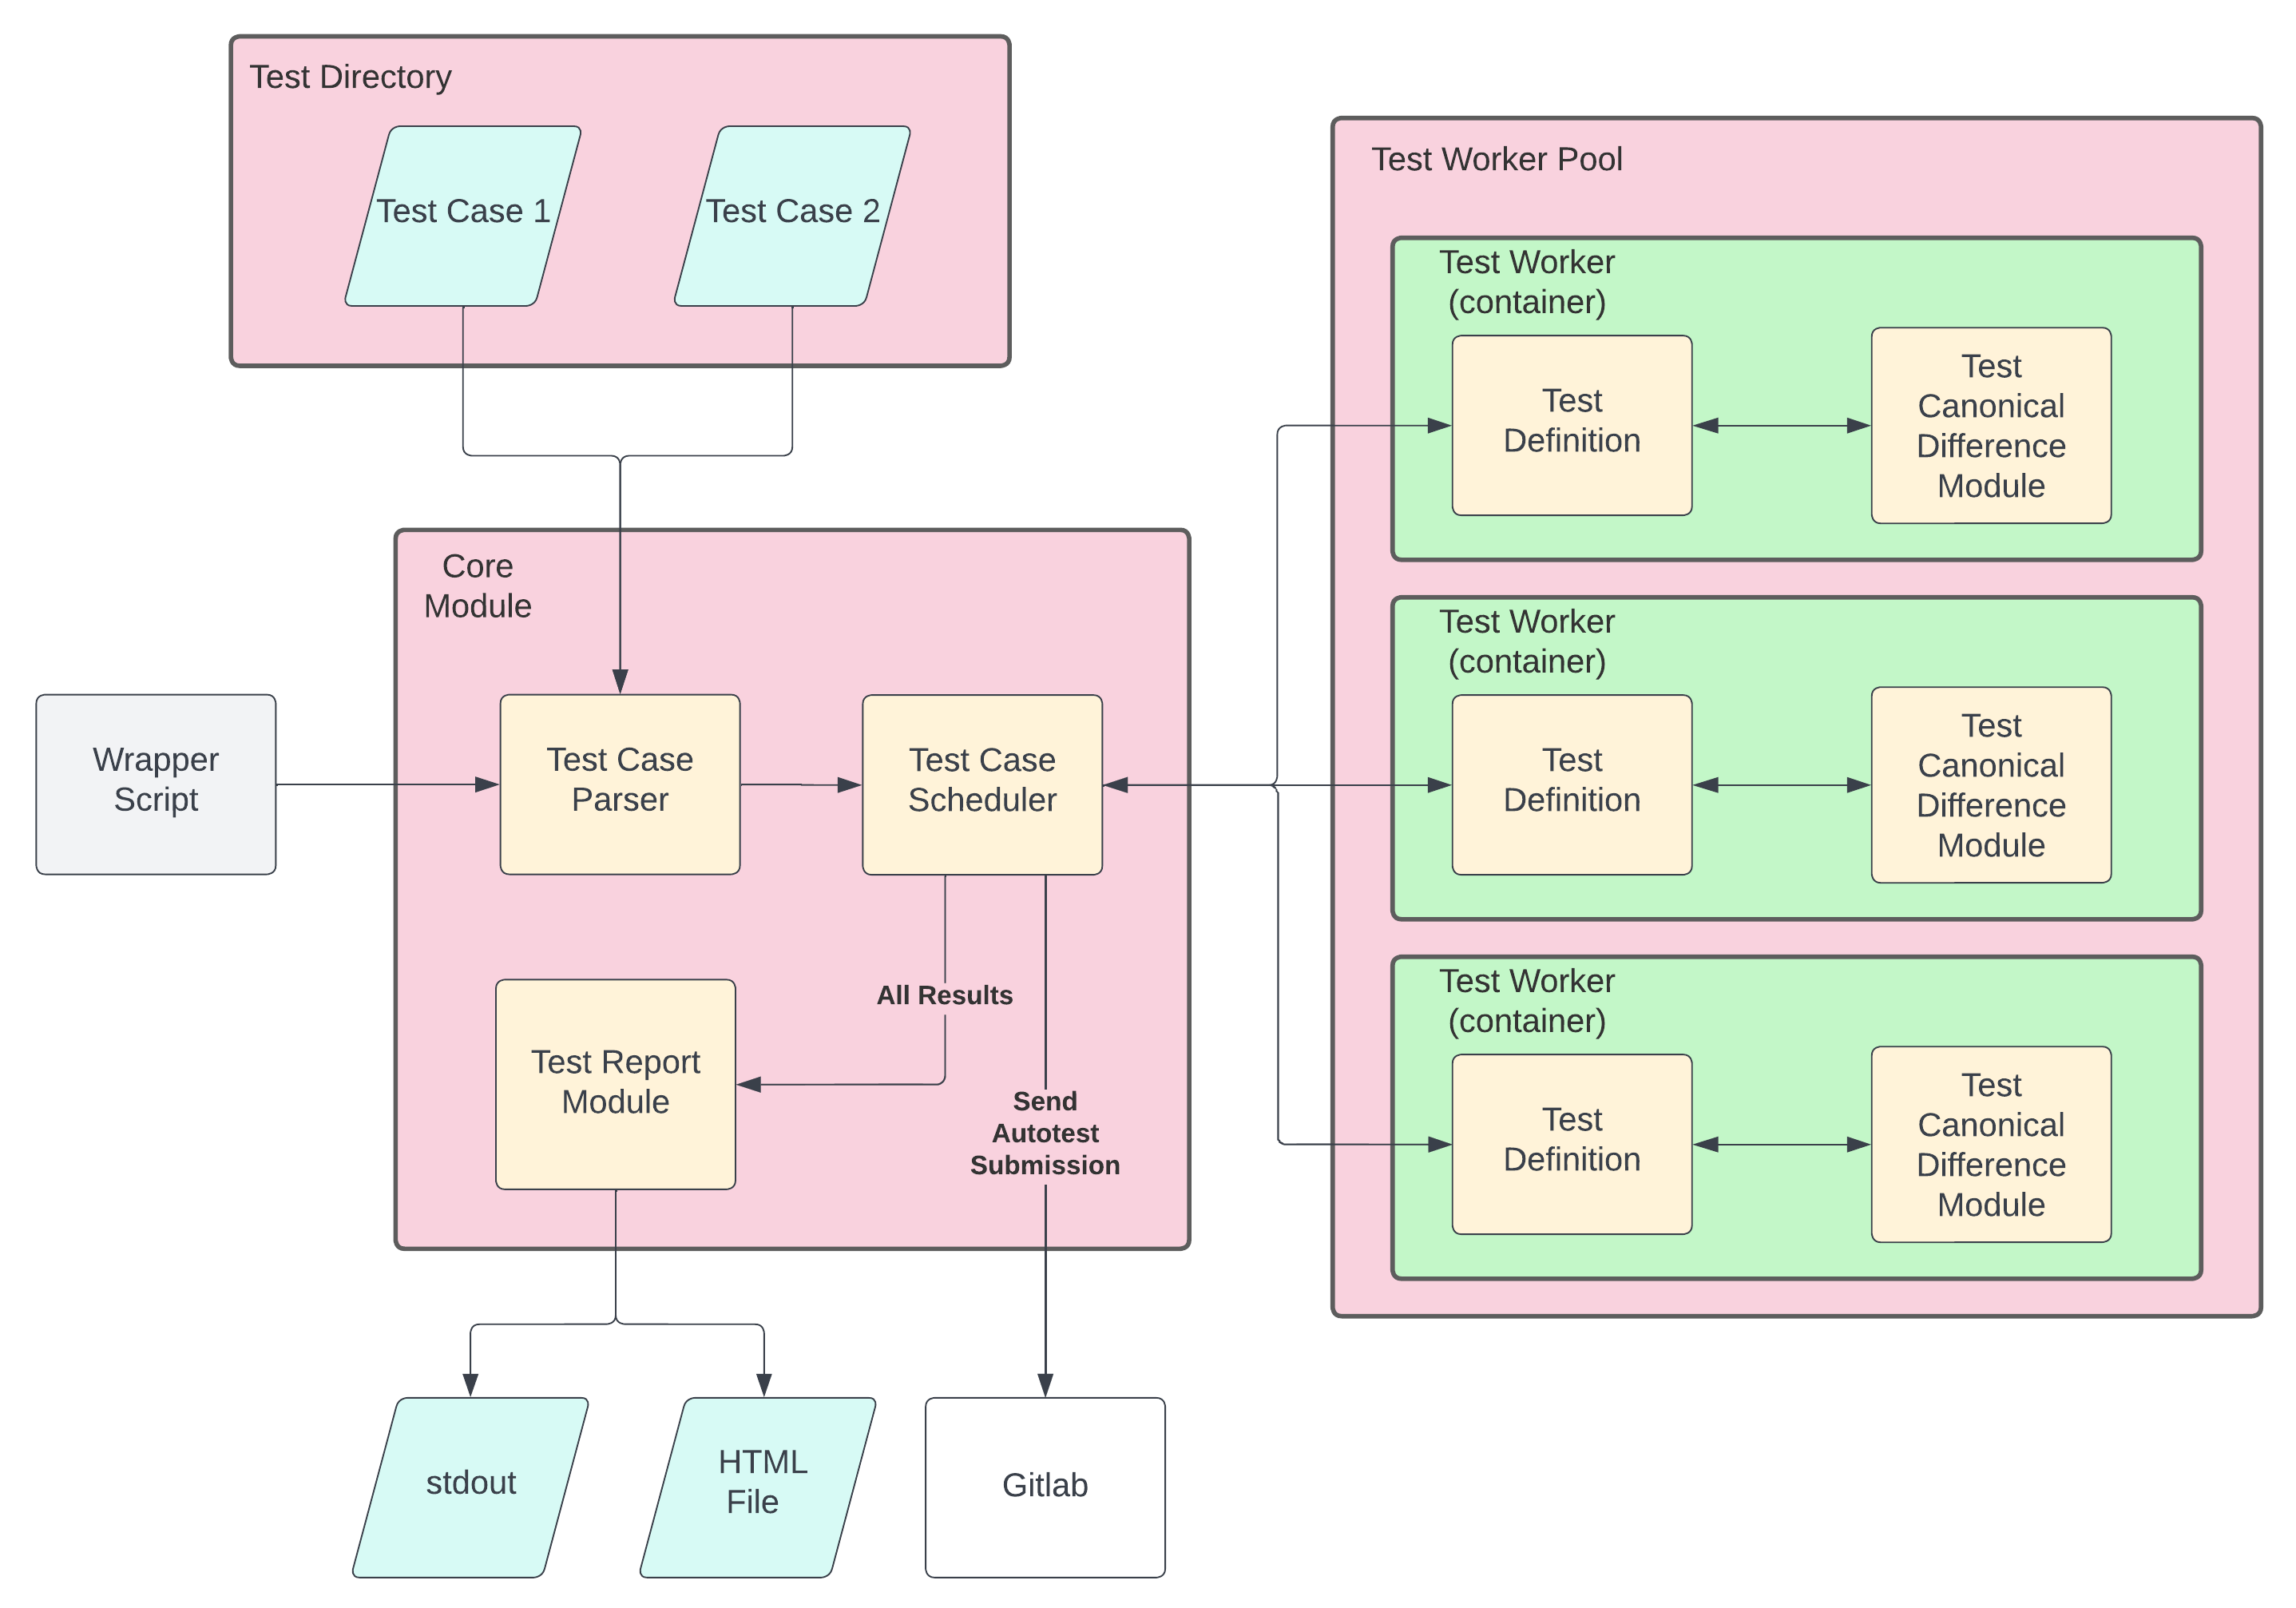 Test Directory
Test Case 1
Test Case 2
Test Worker Pool
Test Worker
(container)
Test
Definition
Test
Canonical
Difference
Module
Core
Module
Wrapper
Script
Test Case
Parser
Test Case
Scheduler
Test Worker
(container)
Test
Definition
Test
Canonical
Difference
Module
All Results
Test Report
Module
Send
Autotest
Submission
Test Worker
(container)
Test
Definition
Test
Canonical
Difference
Module
stdout
HTML
File
Gitlab